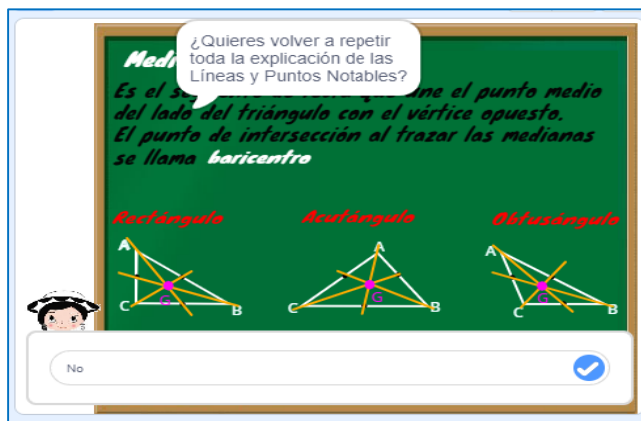 ¿Quieres volver a repetir
toda la explicación de las
Líneas y Puntos Notables?
Medi
Es el
une el punto medio
del lado del triángulo con el vértice opuesto.
El punto de intersección al trazar las medianas
se llama baricentro
Rectángulo Acutángulo Obtusángulo
A A A
G G G
C B C B C B
No